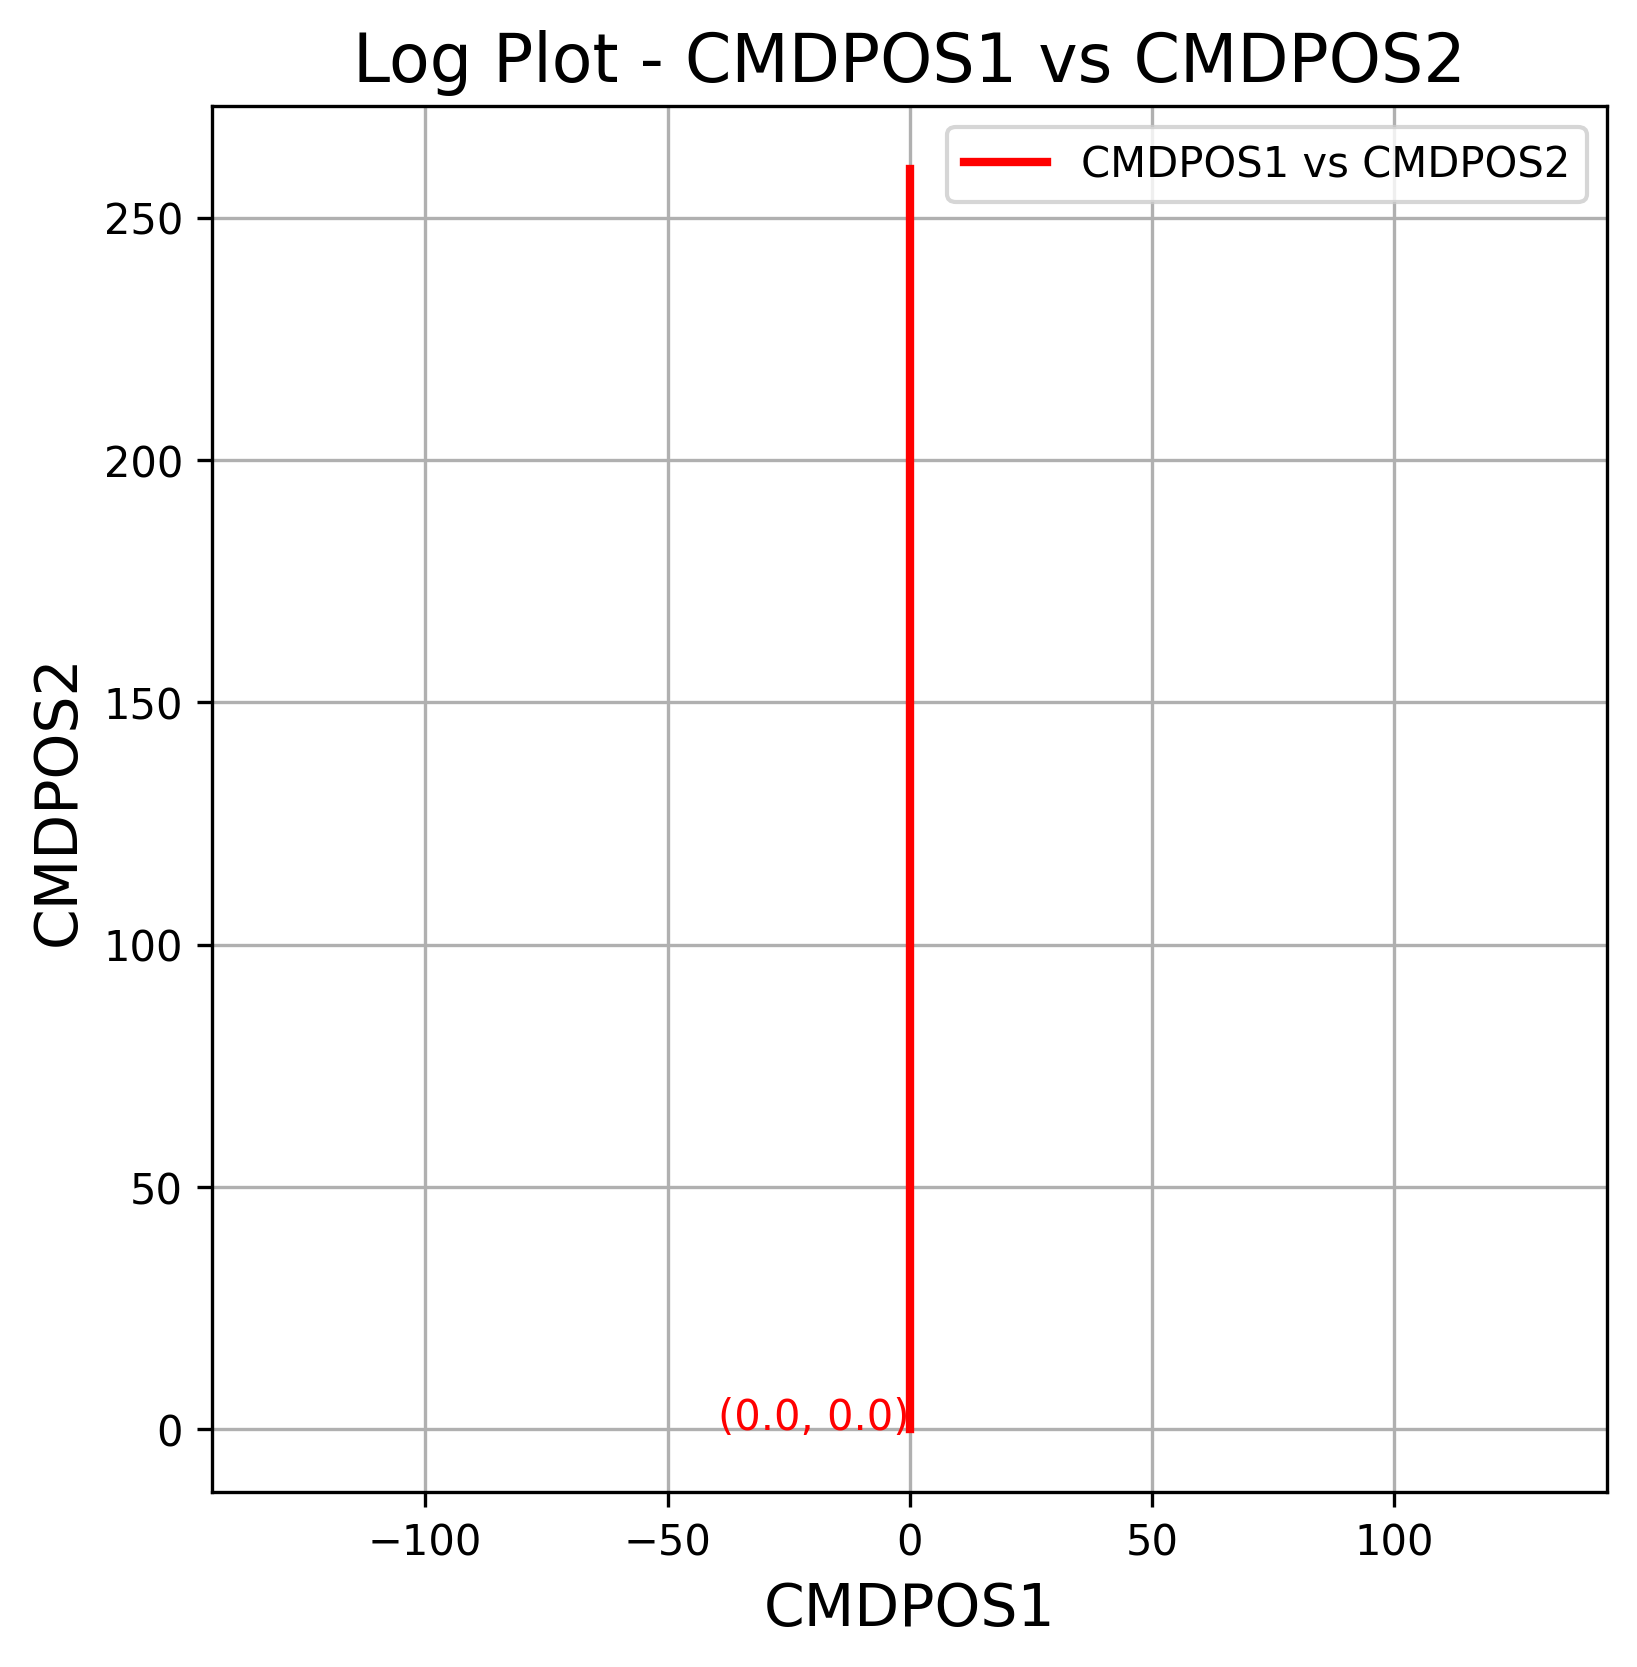 Log Plot - CMDPOS1 vs CMDPOS2
CMDPOS1 vs CMDPOS2
250
200
150
100
50
0
CMDPOS2
(0.0, 0.0)
−100 −50 0 50 100
CMDPOS1